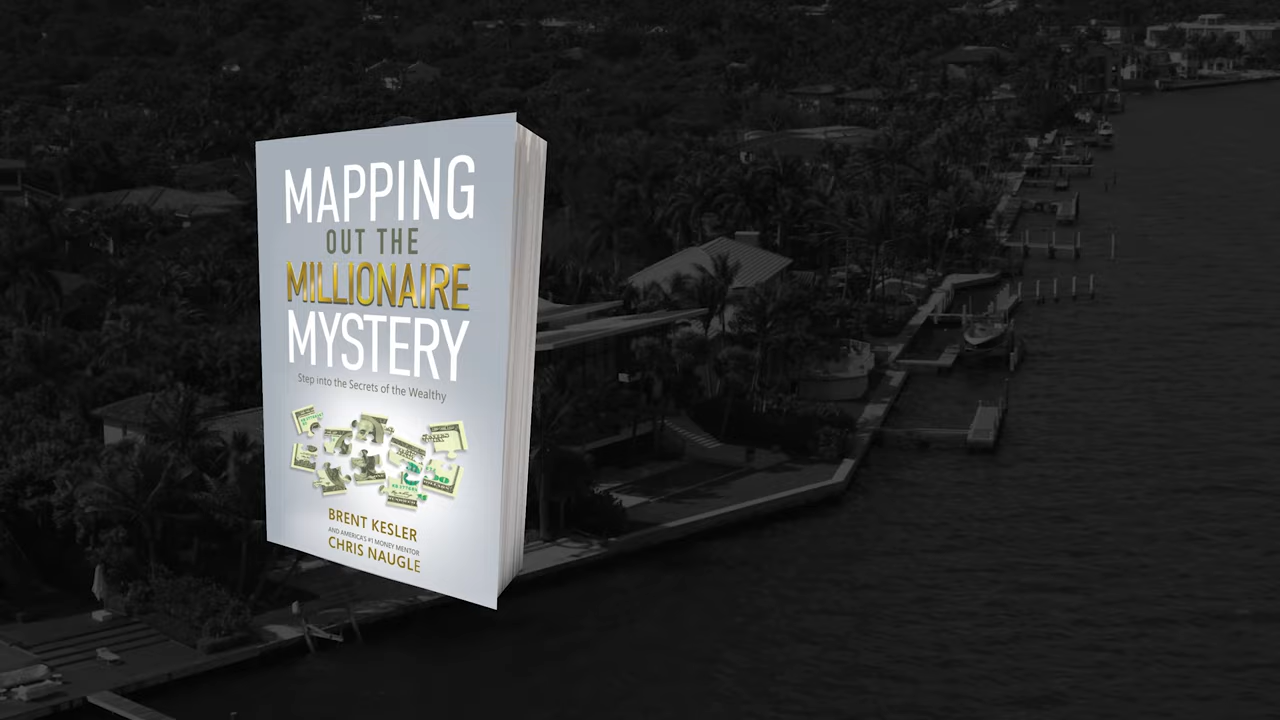 MAPPING
OUT THE
MILLIONAIRE
MYSTERY
Step into the Secrets of the Wealthy
BRENT KESLER
AND AMERICA'S #1 MONEY MENTOR
CHRIS NAUGLE